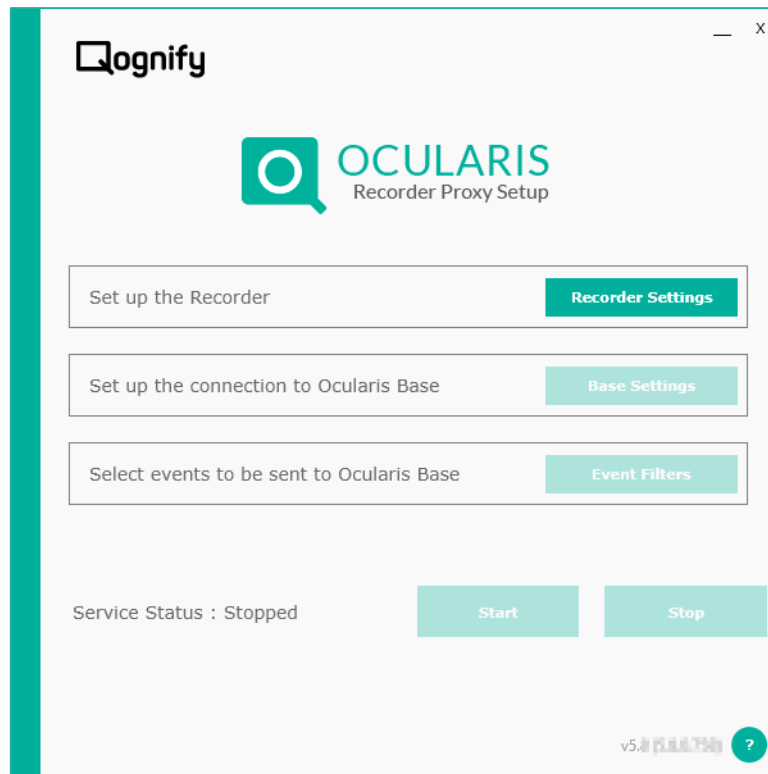 X
Qognify
OCULARIS
Recorder Proxy Setup
Set up the Recorder
Recorder Settings
Set up the connection to Ocularis Base
Base Settings
Select events to be sent to Ocularis Base
Event Filters
Service Status : Stopped
Start
Stop
?